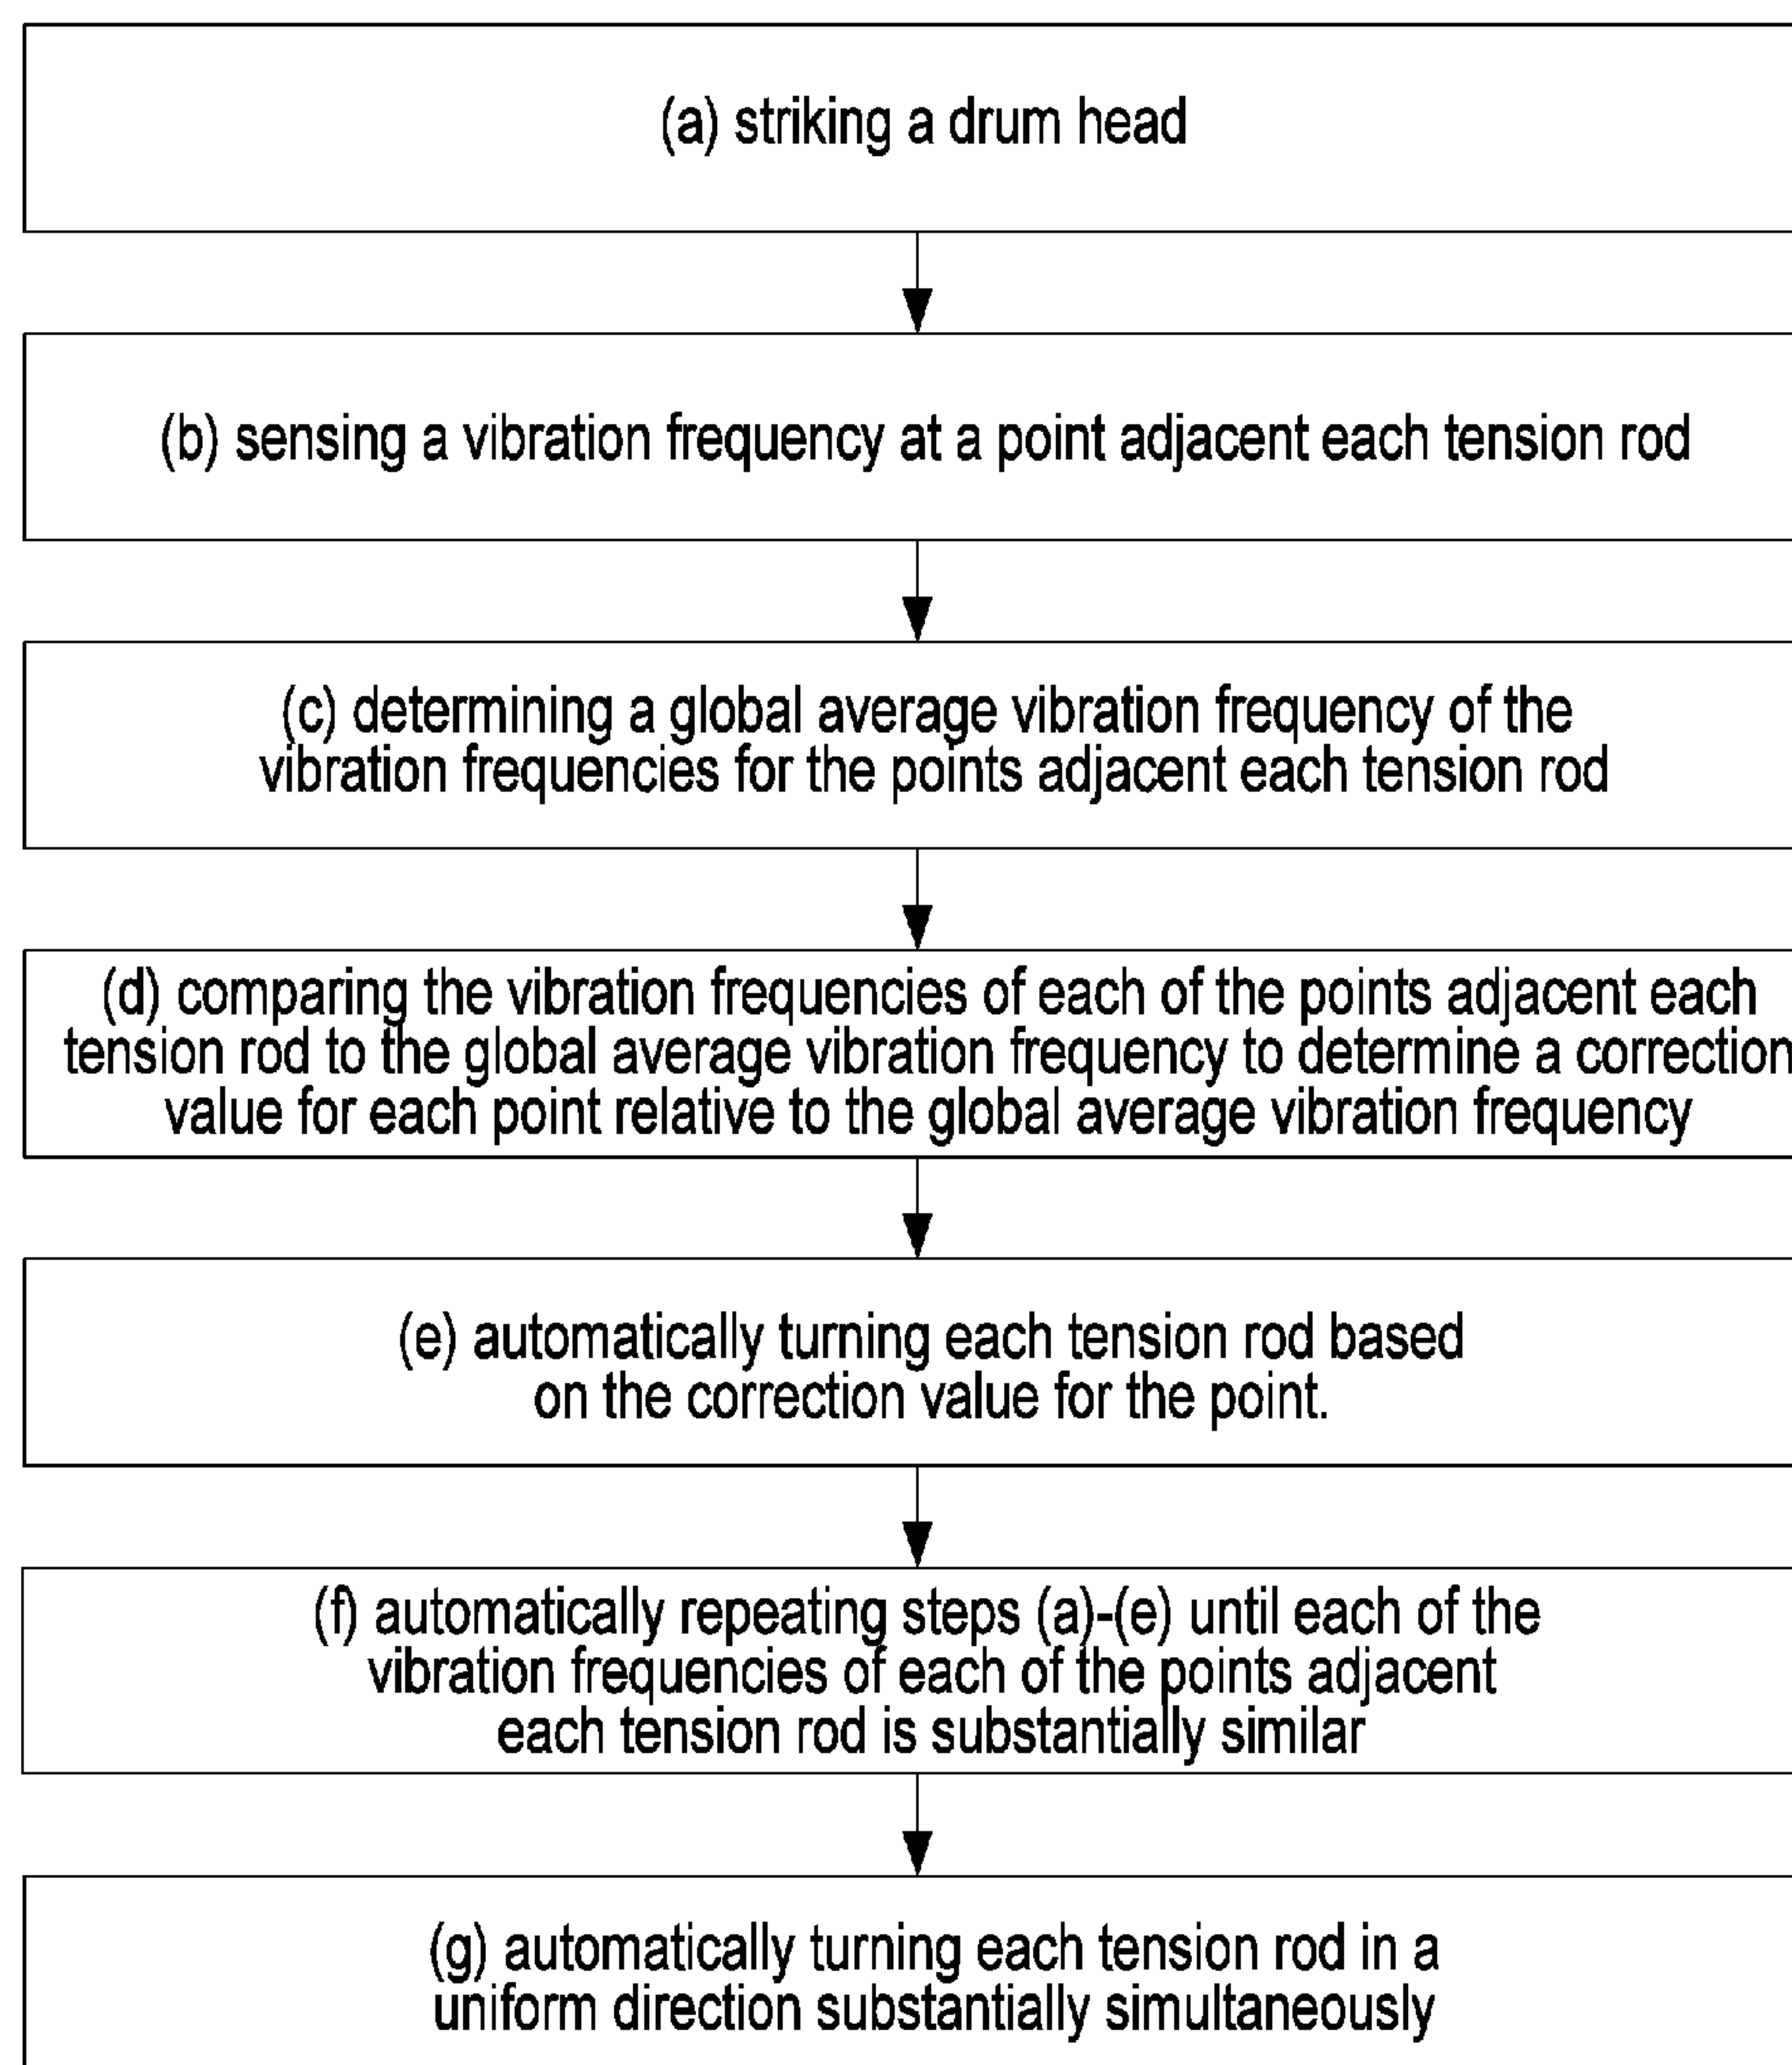 (a) striking a drum head
(b) sensing a vibration frequency at a point adjacent each tension rod
(c) determining a global average vibration frequency of the
vibration frequencies for the points adjacent each tension rod
(d) comparing the vibration frequencies of each of the points adjacent each
tension rod to the global average vibration frequency to determine a correction
value for each point relative to the global average vibration frequency
(e) automatically turning each tension rod based
on the correction value for the point.
(f) automatically repeating steps (a)-(e) until each of the
vibration frequencies of each of the points adjacent
each tension rod is substantially similar
(g) automatically turning each tension rod in a
uniform direction substantially simultaneously